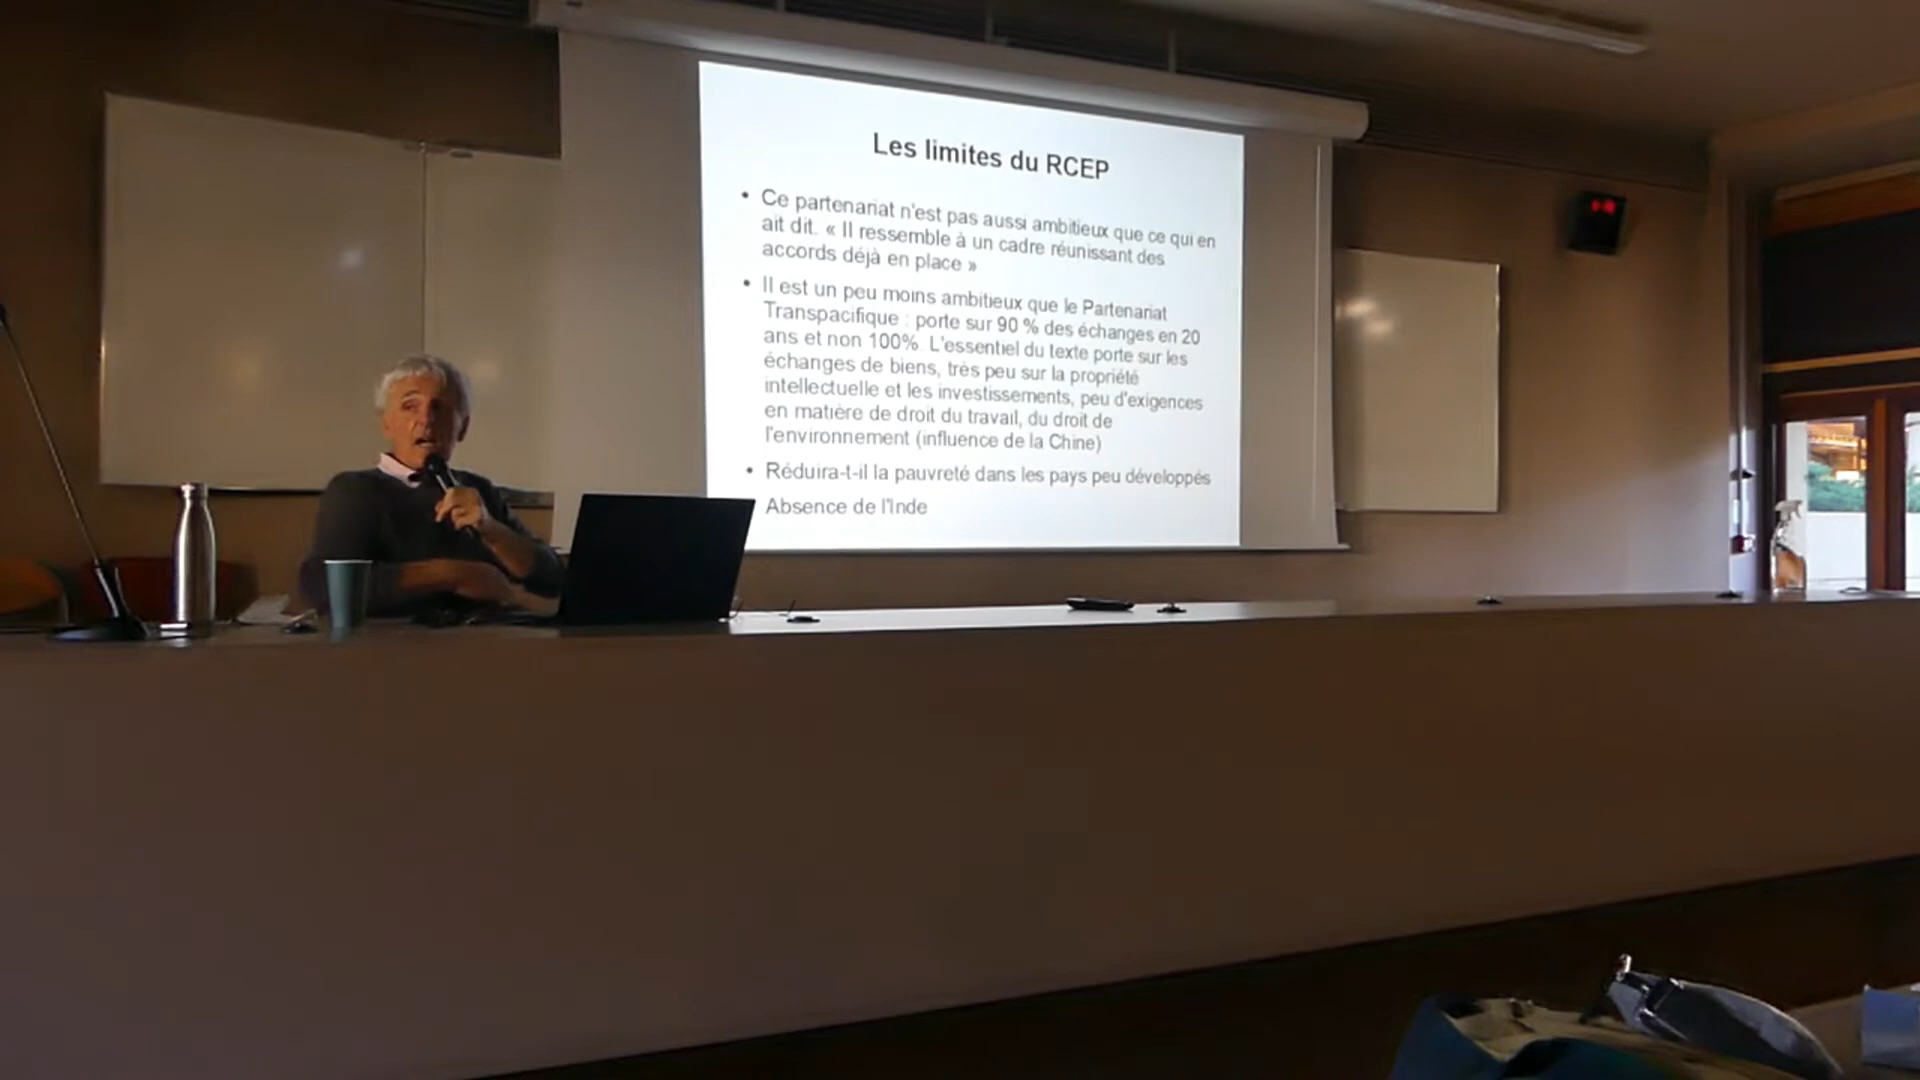 Les limites du RCEP
• Ce partenariat n'est pas aussi ambitieux que ce qui en
ait dit. « Il ressemble à un cadre réunissant des
accords déjà en place »
• Il est un peu moins ambitieux que le Partenariat
Transpacifique : porte sur 90 % des échanges en 20
ans et non 100%. L'essentiel du texte porte sur les
échanges de biens, très peu sur la propriété
intellectuelle et les investissements, peu d'exigences
en matière de droit du travail, du droit de
l'environnement (influence de la Chine)
• Réduira-t-il la pauvreté dans les pays peu développés
Absence de l'Inde